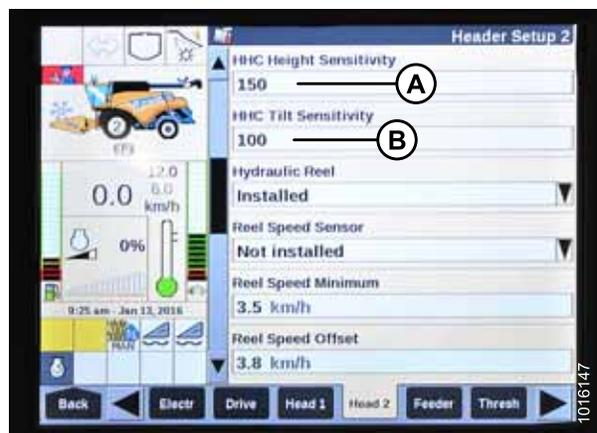 Header Setup 2
HHC Height Sensitivity
150
A
HHC Tilt Sensitivity
100
B
Hydraulic Reel
Installed
Reel Speed Sensor
Not installed
Reel Speed Minimum
3.5 km/h
Reel Speed Offset
3.8 km/h
2
12.0
6.0
0.0 km/h
0%
9:25 am - Jan 13, 2016
MAN
Back Electr Drive Head 1 Head 2 Feeder Thresh
1016147